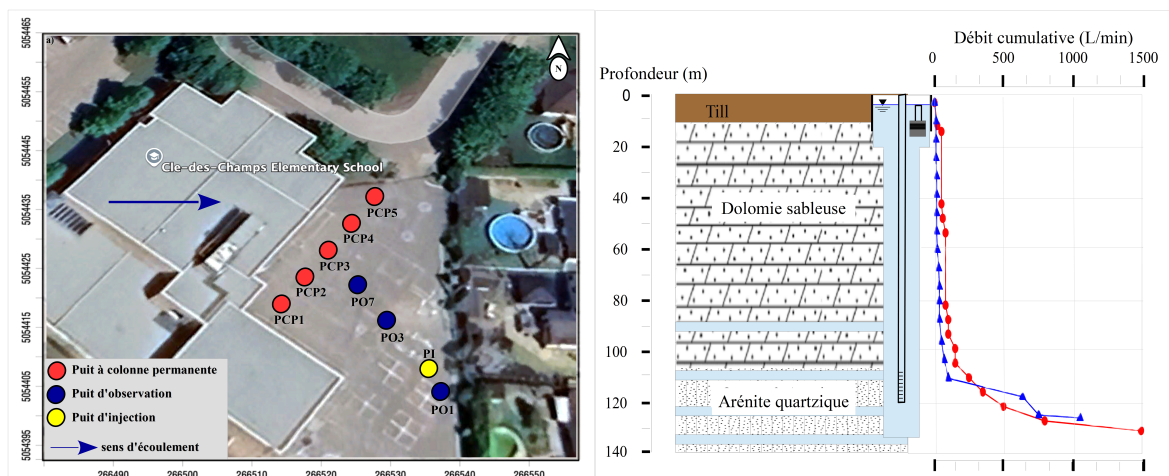 a)
N
5054465
5054455
5054445
5054435
5054425
5054415
5054405
5054395
Cle-des-Champs Elementary School
PCP5
PCP4
PCP3
PCP2
PCP1
PO7
PO3
PI
PO1
Puit à colonne permanente
Puit d'observation
Puit d'injection
sens d'écoulement
266490 266500 266510 266520 266530 266540 266550
Débit cumulative (L/min)
0 500 1000 1500
Profondeur (m)
0
20
40
60
80
100
120
140
Till
Dolomie sableuse
Arénite quartzique